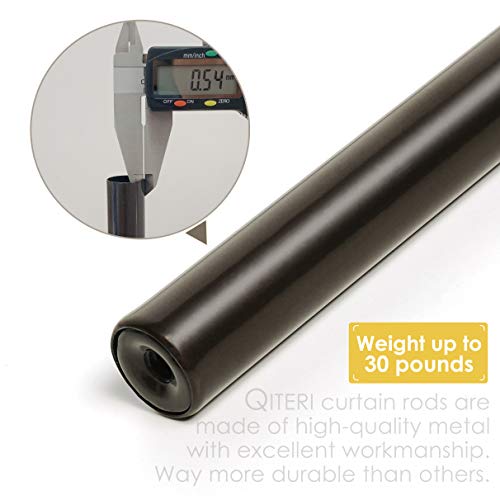 mm/inch
0.54 mm
OFF ON ZERO
Weight up to
30 pounds
QITERI curtain rods are
made of high-quality metal
with excellent workmanship.
Way more durable than others.